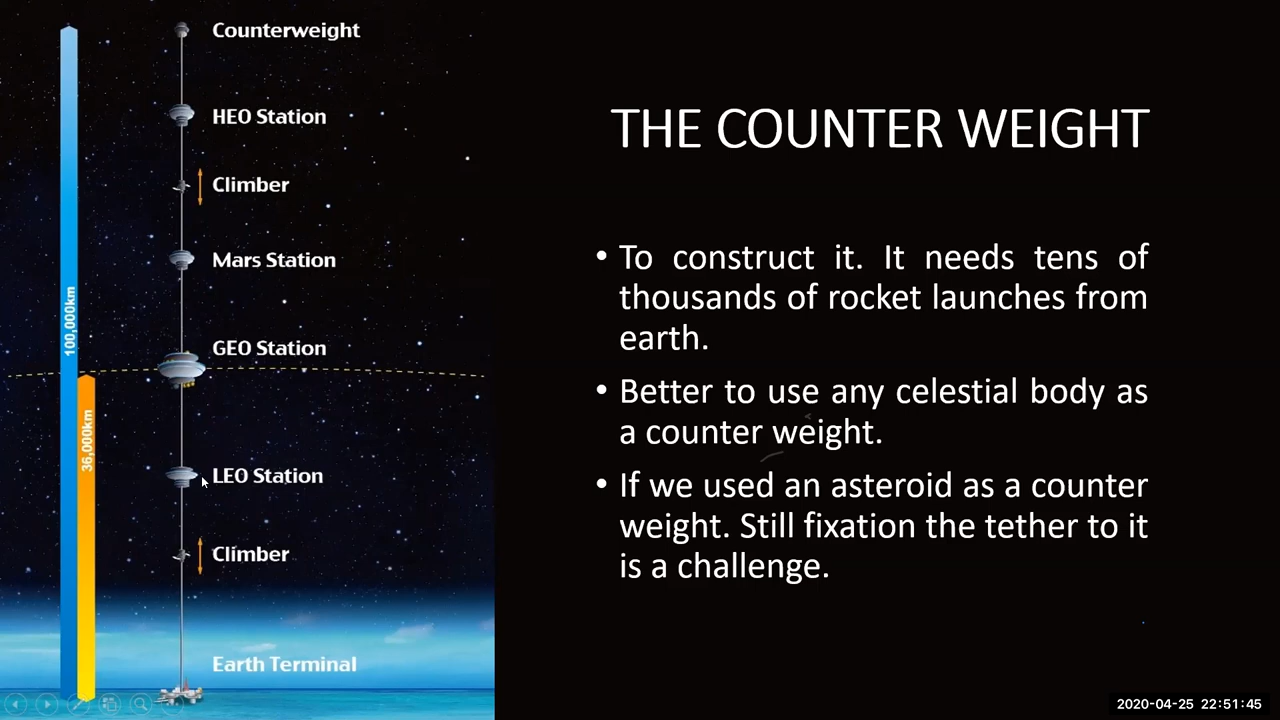 Counterweight
HEO Station
Climber
Mars Station
GEO Station
100,000km
36,000km
LEO Station
Climber
Earth Terminal
THE COUNTER WEIGHT
• To construct it. It needs tens of
thousands of rocket launches from
earth.
• Better to use any celestial body as
a counter weight.
• If we used an asteroid as a counter
weight. Still fixation the tether to it
is a challenge.
2020-04-25 22:51:45